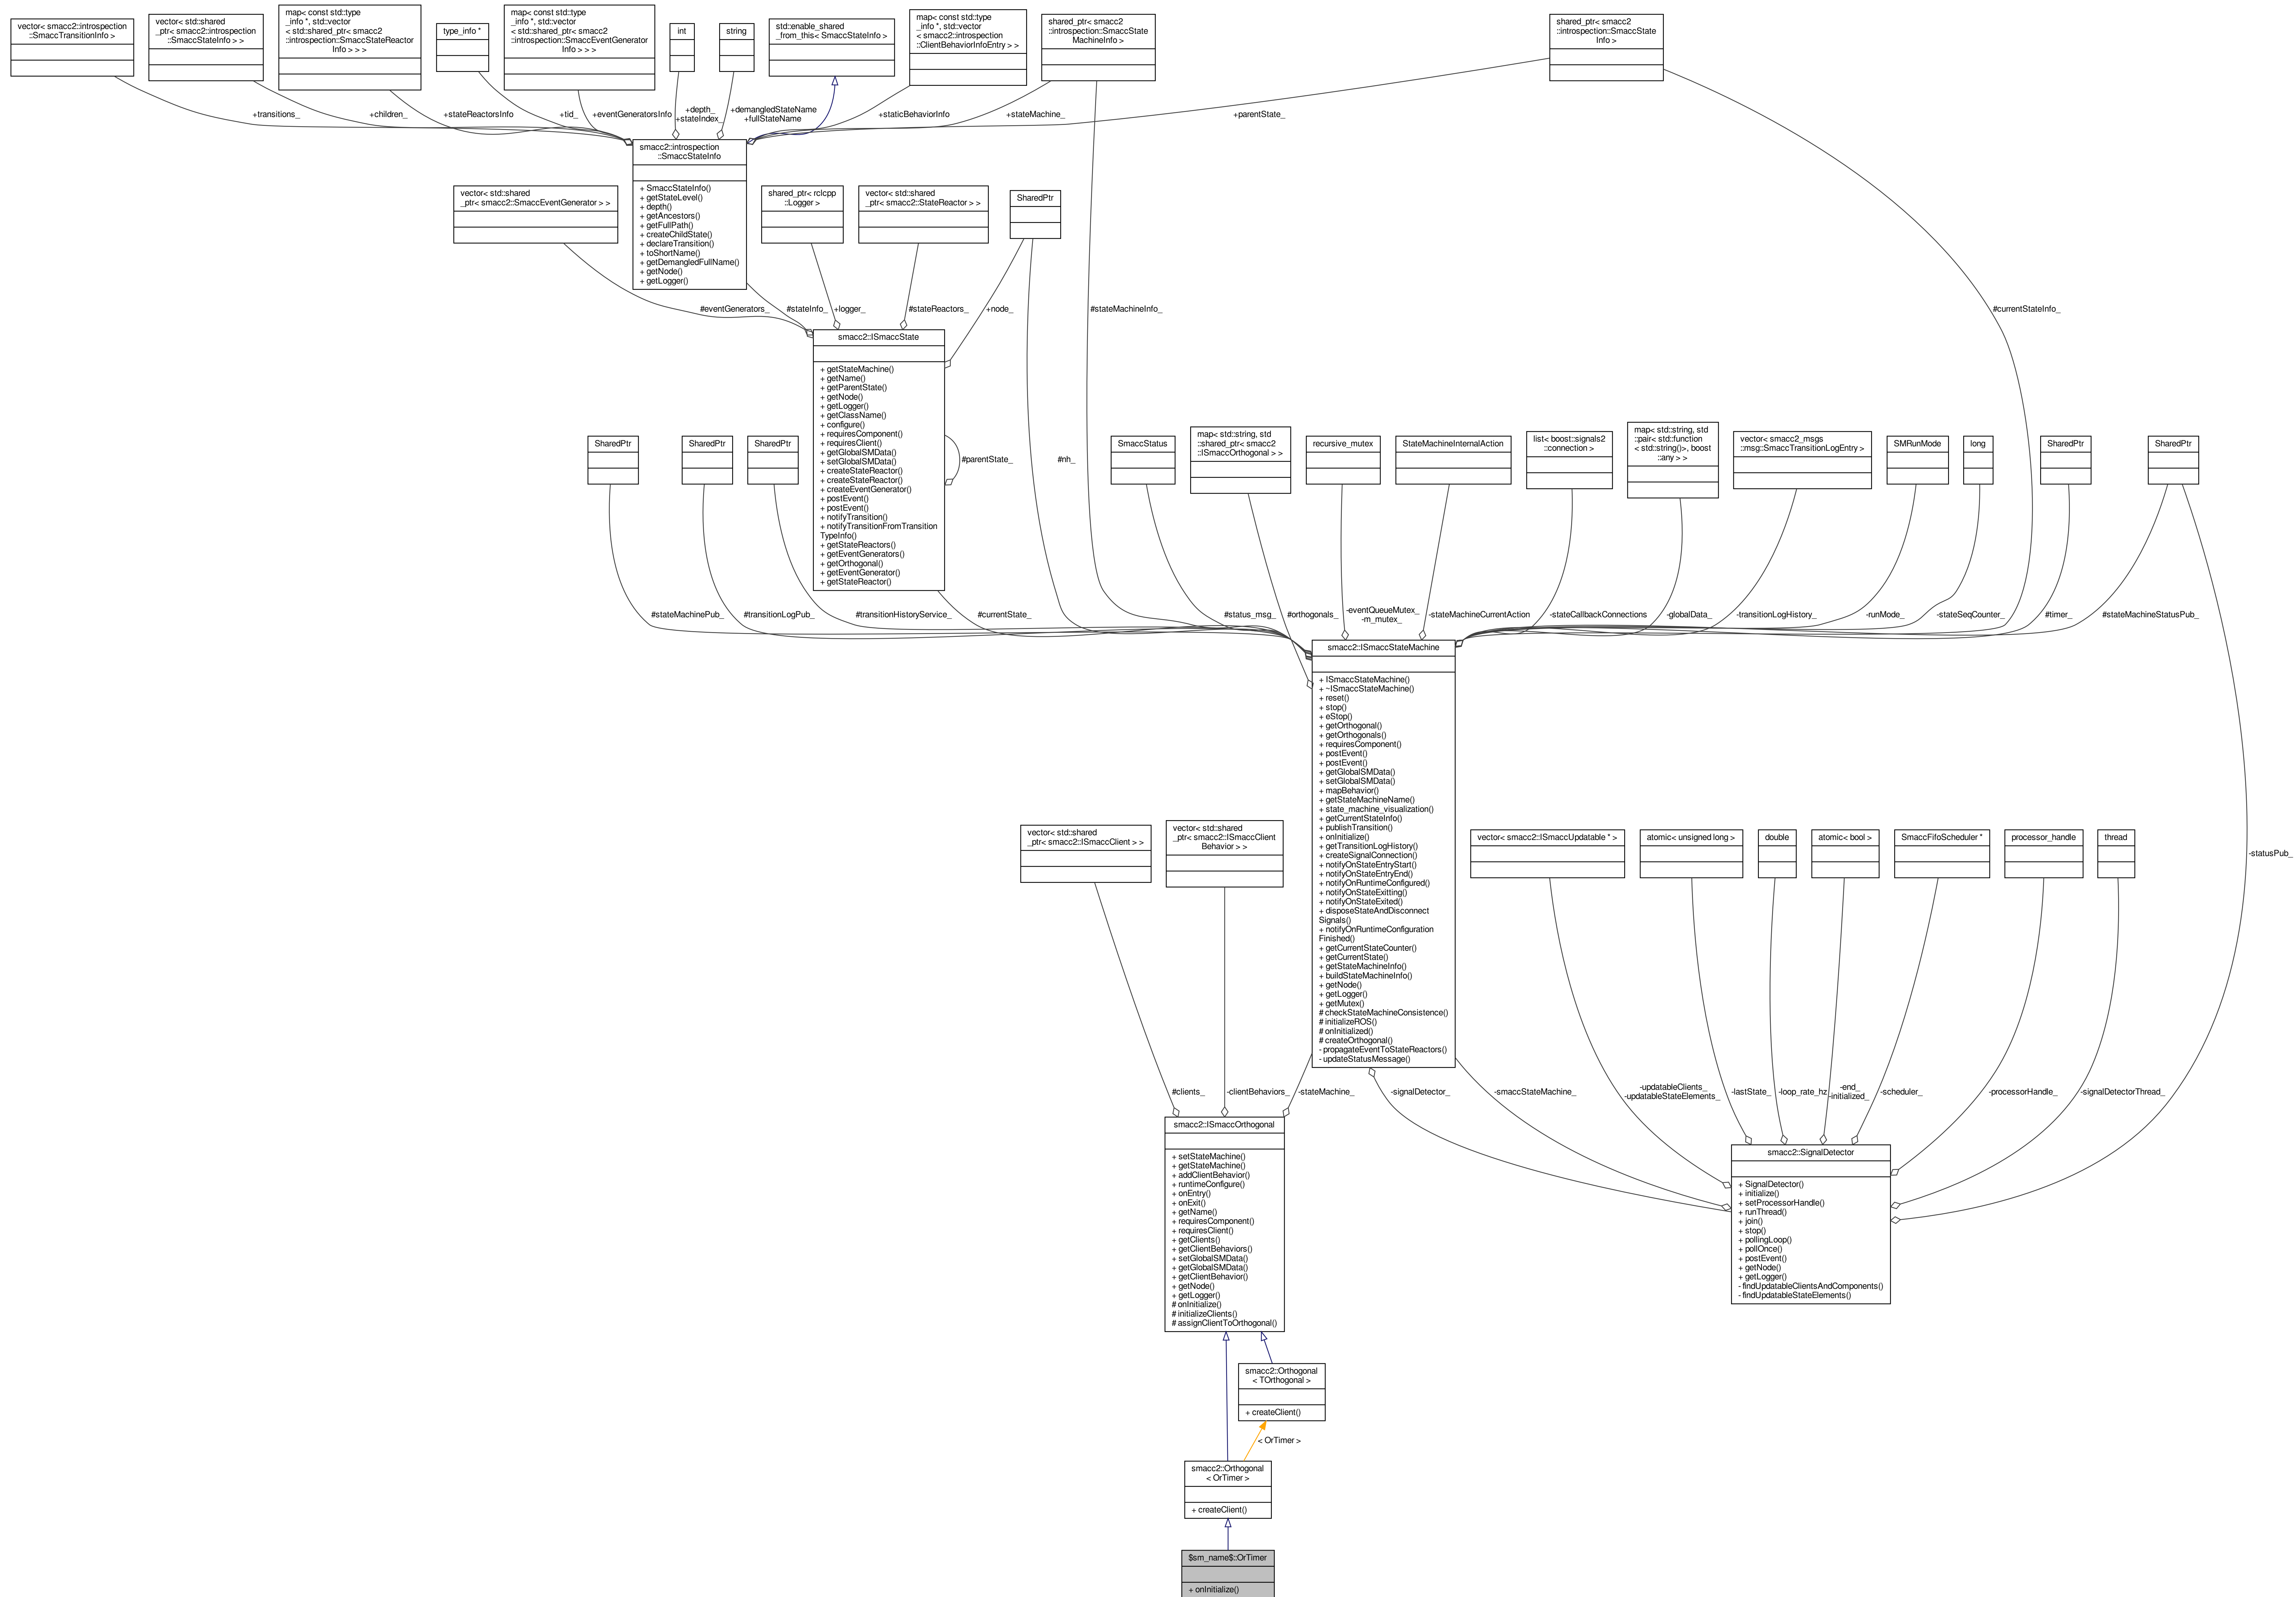 vector< smacc2::introspection
::SmaccTransitionInfo >
vector< std::shared
_ptr< smacc2::introspection
::SmaccStateInfo > >
map< const std::type
_info *, std::vector
< std::shared_ptr< smacc2
::introspection::SmaccStateReactor
Info > > >
type_info *
map< const std::type
_info *, std::vector
< std::shared_ptr< smacc2
::introspection::SmaccEventGenerator
Info > > >
int
string
std::enable_shared
_from_this< SmaccStateInfo >
map< const std::type
_info *, std::vector
< smacc2::introspection
::ClientBehaviorInfoEntry > >
shared_ptr< smacc2
::introspection::SmaccState
MachineInfo >
shared_ptr< smacc2
::introspection::SmaccState
Info >
+transitions_
+children_
+stateReactorsInfo
+tid_
+eventGeneratorsInfo
+depth_
+stateIndex_
+demangledStateName
+fullStateName
+staticBehaviorInfo
+stateMachine_
+parentState_
smacc2::introspection
::SmaccStateInfo
+ SmaccStateInfo()
+ getStateLevel()
+ depth()
+ getAncestors()
+ getFullPath()
+ createChildState()
+ declareTransition()
+ toShortName()
+ getDemangledFullName()
+ getNode()
+ getLogger()
vector< std::shared
_ptr< smacc2::SmaccEventGenerator > >
shared_ptr< rclcpp
::Logger >
vector< std::shared
_ptr< smacc2::StateReactor > >
SharedPtr
#eventGenerators_
#stateInfo_
+logger_
#stateReactors_
+node_
#stateMachineInfo_
#currentStateInfo_
smacc2::ISmaccState
+ getStateMachine()
+ getName()
+ getParentState()
+ getNode()
+ getLogger()
+ getClassName()
+ configure()
+ requiresComponent()
+ requiresClient()
+ getOrthogonal()
+ getGlobalSMData()
+ setGlobalSMData()
+ createStateReactor()
+ createStateReactor()
+ createEventGenerator()
+ postEvent()
+ postEvent()
+ notifyTransition()
+ notifyTransitionFromTransition
TypeInfo()
+ getStateReactors()
+ getEventGenerators()
+ getOrthogonal()
+ getEventGenerator()
+ getStateReactor()
#parentState_
#nh_
SharedPtr
SharedPtr
SharedPtr
SmaccStatus
map< std::string, std
::shared_ptr< smacc2
::ISmaccOrthogonal > >
recursive_mutex
StateMachineInternalAction
list< boost::signals2
::connection >
map< std::string, std
::pair< std::function
< std::string()>, boost
::any > >
vector< smacc2_msgs
::msg::SmaccTransitionLogEntry >
SMRunMode
long
SharedPtr
SharedPtr
#stateMachinePub_
#transitionLogPub_
#transitionHistoryService_
#currentState_
#status_msg_
#orthogonals_
-eventQueueMutex_
-m_mutex_
-stateMachineCurrentAction
-stateCallbackConnections
-globalData_
-transitionLogHistory_
-runMode_
-stateSeqCounter_
#timer_
#stateMachineStatusPub_
smacc2::ISmaccStateMachine
+ ISmaccStateMachine()
+ ~ISmaccStateMachine()
+ reset()
+ stop()
+ eStop()
+ getOrthogonal()
+ getOrthogonals()
+ requiresComponent()
+ postEvent()
+ postEvent()
+ getGlobalSMData()
+ setGlobalSMData()
+ mapBehavior()
+ getStateMachineName()
+ state_machine_visualization()
+ getCurrentStateInfo()
+ publishTransition()
+ onInitialize()
+ getTransitionLogHistory()
+ createSignalConnection()
+ notifyOnStateEntryStart()
+ notifyOnStateEntryEnd()
+ notifyOnRuntimeConfigured()
+ notifyOnStateExitting()
+ notifyOnStateExited()
+ disposeStateAndDisconnect
Signals()
+ notifyOnRuntimeConfiguration
Finished()
+ getCurrentStateCounter()
+ getCurrentState()
+ getStateMachineInfo()
+ buildStateMachineInfo()
+ getNode()
+ getLogger()
+ getMutex()
# checkStateMachineConsistence()
# initializeROS()
# onInitialized()
# createOrthogonal()
- propagateEventToStateReactors()
- updateStatusMessage()
vector< std::shared
_ptr< smacc2::ISmaccClient > >
vector< std::shared
_ptr< smacc2::ISmaccClient
Behavior > >
vector< smacc2::ISmaccUpdatable * >
atomic< unsigned long >
double
atomic< bool >
SmaccFifoScheduler *
processor_handle
thread
-statusPub_
#clients_
-clientBehaviors_
-stateMachine_
-signalDetector_
-smaccStateMachine_
-updatableClients_
-updatableStateElements_
-lastState_
-loop_rate_hz
-end_
-initialized_
-scheduler_
-processorHandle_
-signalDetectorThread_
smacc2::ISmaccOrthogonal
+ setStateMachine()
+ getStateMachine()
+ addClientBehavior()
+ runtimeConfigure()
+ onEntry()
+ onExit()
+ getName()
+ requiresComponent()
+ requiresClient()
+ getClients()
+ getClientBehaviors()
+ setGlobalSMData()
+ getGlobalSMData()
+ getClientBehavior()
+ getNode()
+ getLogger()
# onInitialize()
# initializeClients()
# assignClientToOrthogonal()
smacc2::SignalDetector
+ SignalDetector()
+ initialize()
+ setProcessorHandle()
+ runThread()
+ join()
+ stop()
+ pollingLoop()
+ pollOnce()
+ postEvent()
+ getNode()
+ getLogger()
- findUpdatableClientsAndComponents()
- findUpdatableStateElements()
smacc2::Orthogonal
< TOrthogonal >
+ createClient()
< OrTimer >
smacc2::Orthogonal
< OrTimer >
+ createClient()
$sm_name$::OrTimer
+ onInitialize()